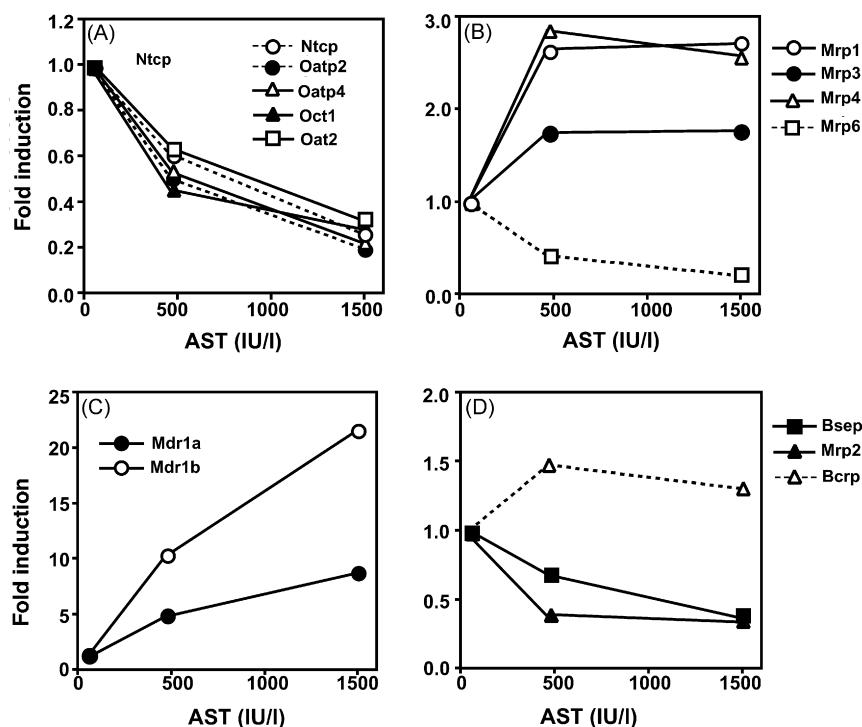 (A)
Ntcp
Ntcp
Oatp2
Oatp4
Oct1
Oat2
Fold induction
1.2
1.0
0.8
0.6
0.4
0.2
0.0
0 500 1000 1500
AST (IU/l)
(B)
3.0
2.0
1.0
0.0
0 500 1000 1500
AST (IU/l)
Mrp1
Mrp3
Mrp4
Mrp6
(C)
Mdr1a
Mdr1b
Fold induction
25
20
15
10
5
0
0 500 1000 1500
AST (IU/l)
(D)
2.0
1.5
1.0
0.5
0.0
0 500 1000 1500
AST (IU/l)
Bsep
Mrp2
Bcrp